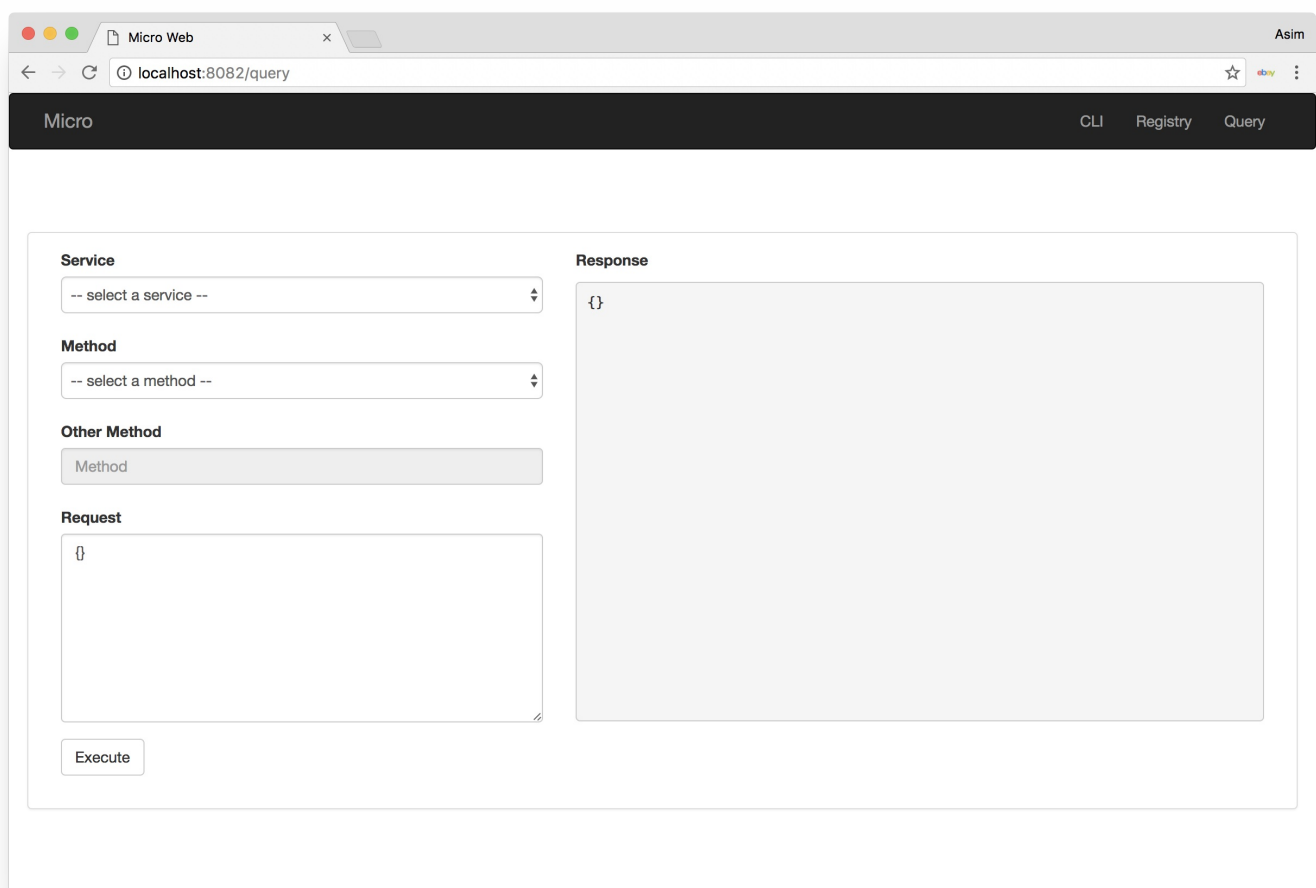 Micro Web
Asim
localhost:8082/query
ebay
Micro
CLI Registry Query
Service
-- select a service --
Method
-- select a method --
Other Method
Method
Request
{}
Execute
Response
{}